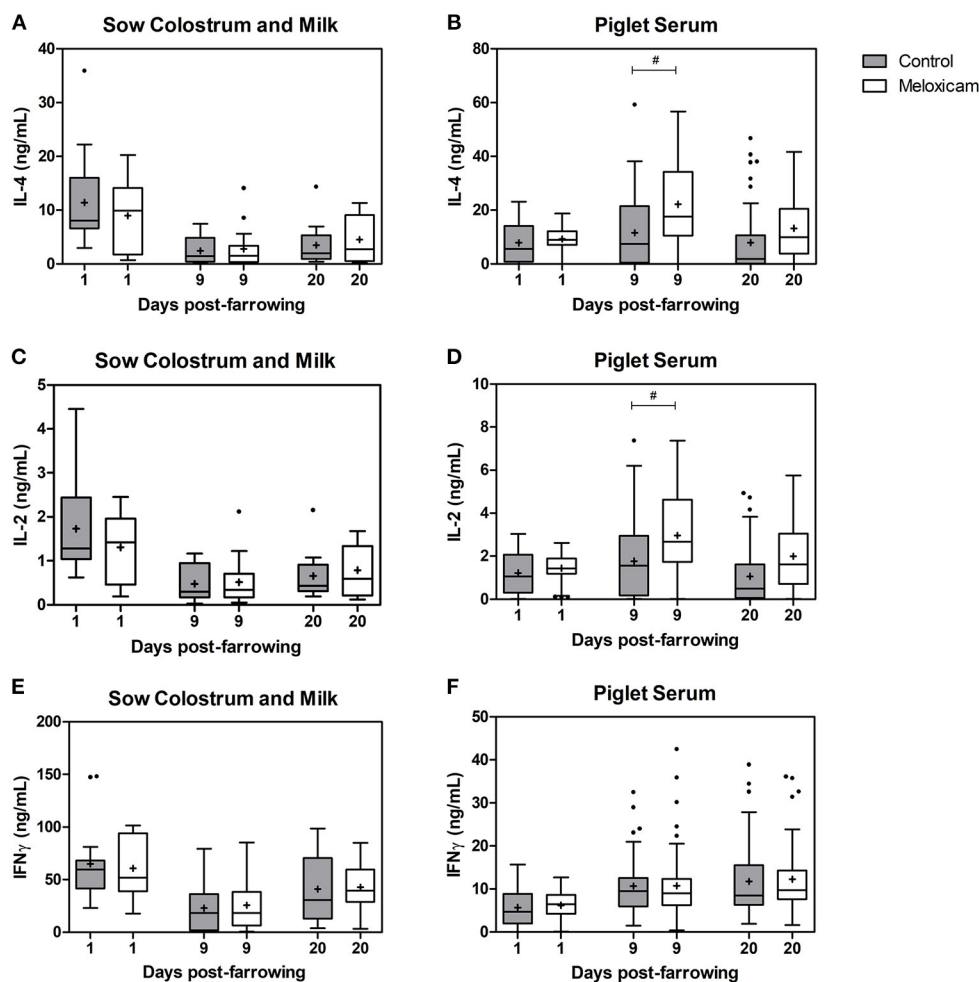 A
Sow Colostrum and Milk
IL-4 (ng/mL)
40
30
20
10
0
1 1 9 9 20 20
Days post-farrowing
B
Piglet Serum
IL-4 (ng/mL)
80
60
40
20
0
#
1 1 9 9 20 20
Days post-farrowing
Control
Meloxicam
C
Sow Colostrum and Milk
IL-2 (ng/mL)
5
4
3
2
1
0
1 1 9 9 20 20
Days post-farrowing
D
Piglet Serum
IL-2 (ng/mL)
10
8
6
4
2
0
#
1 1 9 9 20 20
Days post-farrowing
E
Sow Colostrum and Milk
IFNγ (ng/mL)
200
150
100
50
0
1 1 9 9 20 20
Days post-farrowing
F
Piglet Serum
IFNγ (ng/mL)
50
40
30
20
10
0
1 1 9 9 20 20
Days post-farrowing